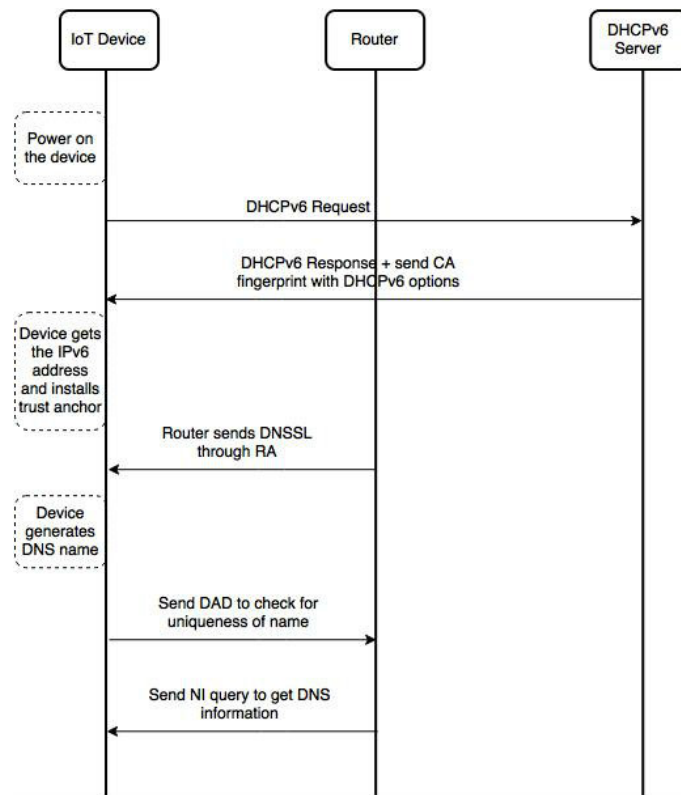 IoT Device
Router
DHCPv6
Server
Power on
the device
DHCPv6 Request
DHCPv6 Response + send CA
fingerprint with DHCPv6 options
Device gets
the IPv6
address
and installs
trust anchor
Router sends DNSSL
through RA
Device
generates
DNS name
Send DAD to check for
uniqueness of name
Send NI query to get DNS
information